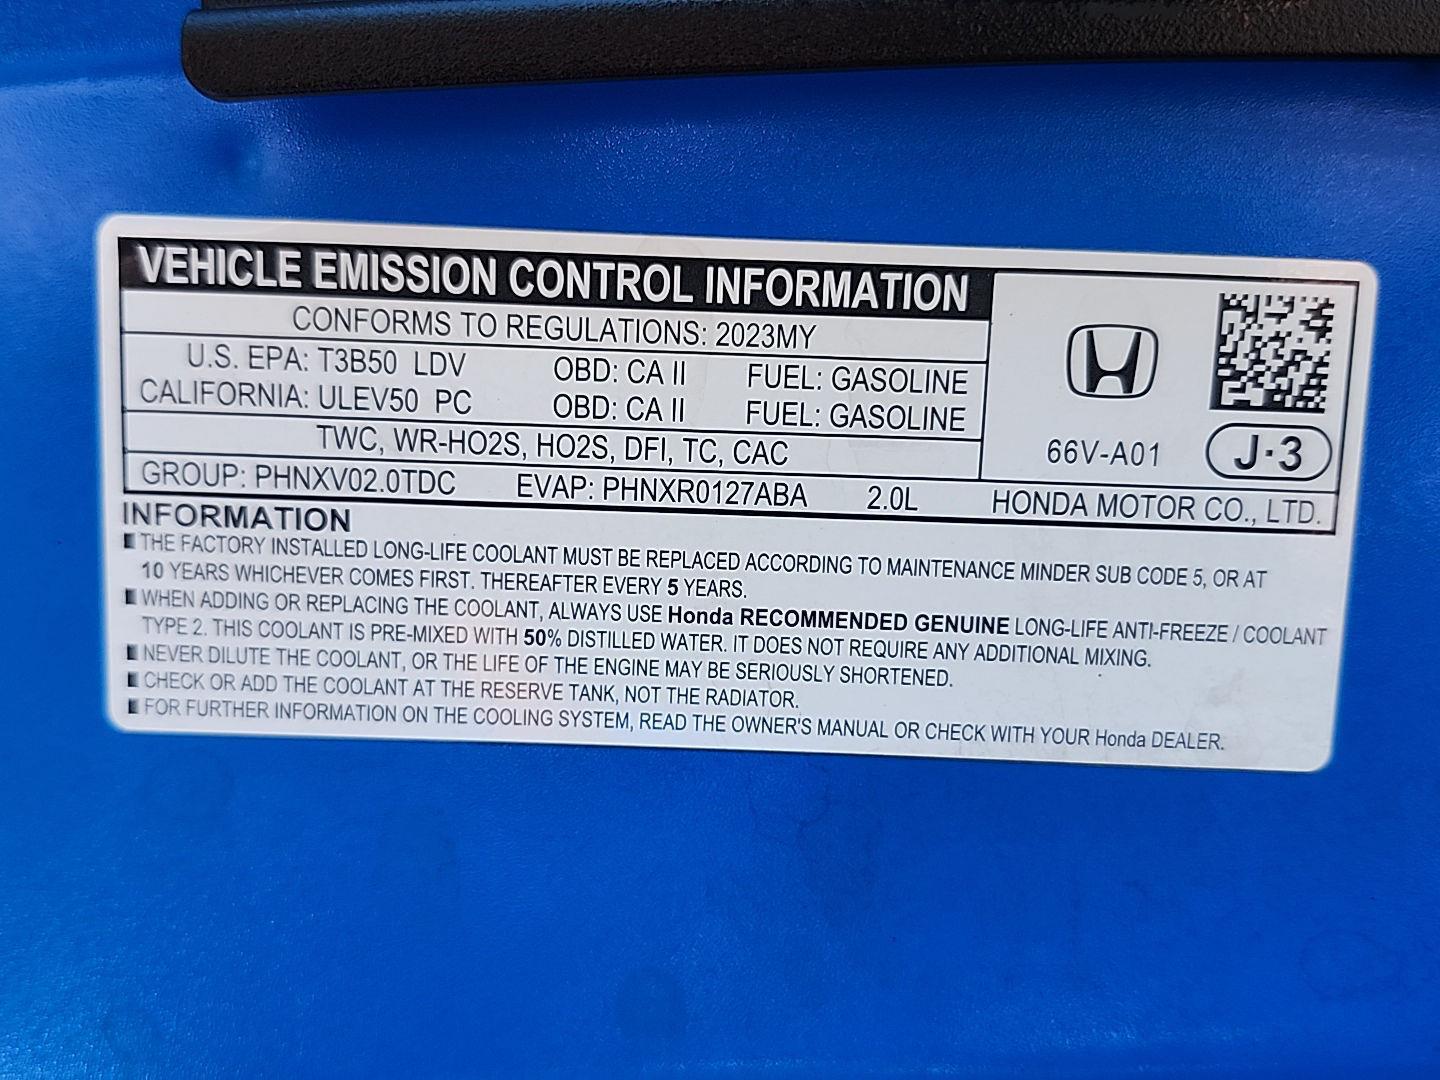 VEHICLE EMISSION CONTROL INFORMATION
CONFORMS TO REGULATIONS: 2023MY
U.S. EPA: T3B50 LDV OBD: CA II FUEL: GASOLINE
CALIFORNIA: ULEV50 PC OBD: CA II FUEL: GASOLINE
TWC, WR-HO2S, HO2S, DFI, TC, CAC
66V-A01 J·3
GROUP: PHNXV02.0TDC EVAP: PHNXR0127ABA 2.0L HONDA MOTOR CO., LTD.
INFORMATION
■ THE FACTORY INSTALLED LONG-LIFE COOLANT MUST BE REPLACED ACCORDING TO MAINTENANCE MINDER SUB CODE 5, OR AT
10 YEARS WHICHEVER COMES FIRST. THEREAFTER EVERY 5 YEARS.
■ WHEN ADDING OR REPLACING THE COOLANT, ALWAYS USE Honda RECOMMENDED GENUINE LONG-LIFE ANTI-FREEZE / COOLANT
TYPE 2. THIS COOLANT IS PRE-MIXED WITH 50% DISTILLED WATER. IT DOES NOT REQUIRE ANY ADDITIONAL MIXING.
■ NEVER DILUTE THE COOLANT, OR THE LIFE OF THE ENGINE MAY BE SERIOUSLY SHORTENED.
■ CHECK OR ADD THE COOLANT AT THE RESERVE TANK, NOT THE RADIATOR.
■ FOR FURTHER INFORMATION ON THE COOLING SYSTEM, READ THE OWNER'S MANUAL OR CHECK WITH YOUR Honda DEALER.